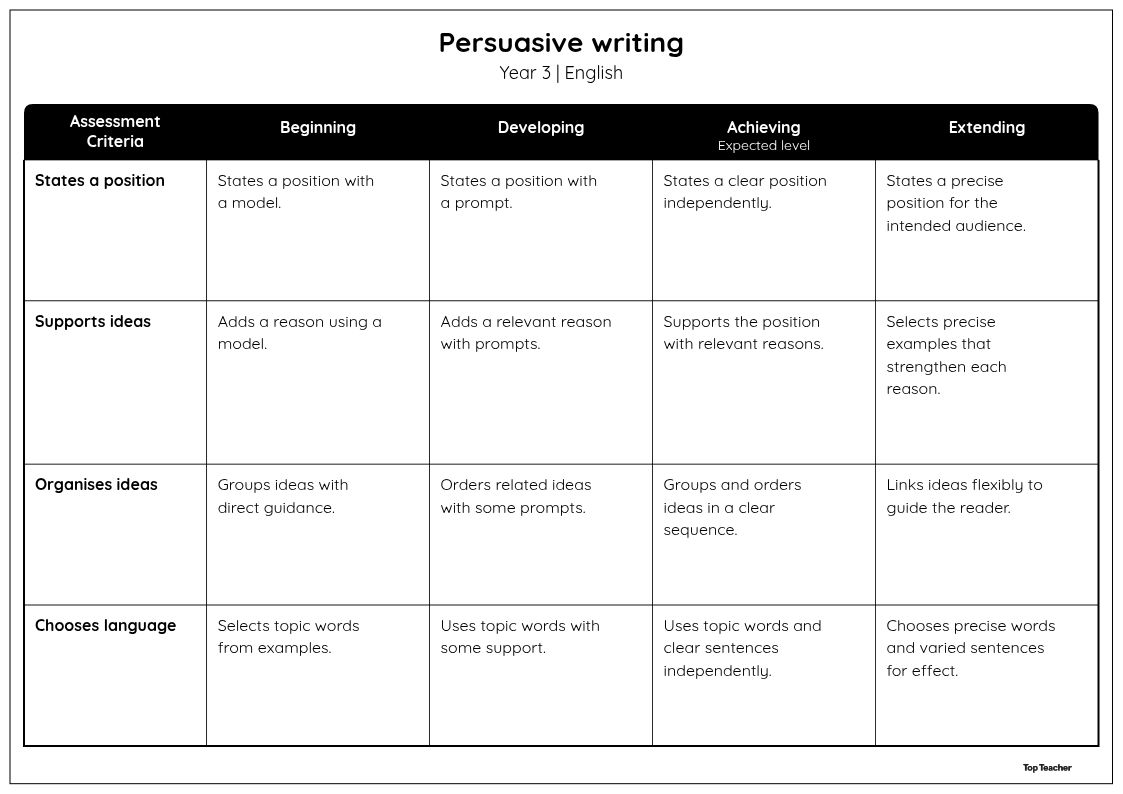 Persuasive writing
Year 3 | English
Assessment
Criteria
Beginning
Developing
Achieving
Expected level
Extending
States a position
States a position with
a model.
States a position with
a prompt.
States a clear position
independently.
States a precise
position for the
intended audience.
Supports ideas
Adds a reason using a
model.
Adds a relevant reason
with prompts.
Supports the position
with relevant reasons.
Selects precise
examples that
strengthen each
reason.
Organises ideas
Groups ideas with
direct guidance.
Orders related ideas
with some prompts.
Groups and orders
ideas in a clear
sequence.
Links ideas flexibly to
guide the reader.
Chooses language
Selects topic words
from examples.
Uses topic words with
some support.
Uses topic words and
clear sentences
independently.
Chooses precise words
and varied sentences
for effect.
Top Teacher